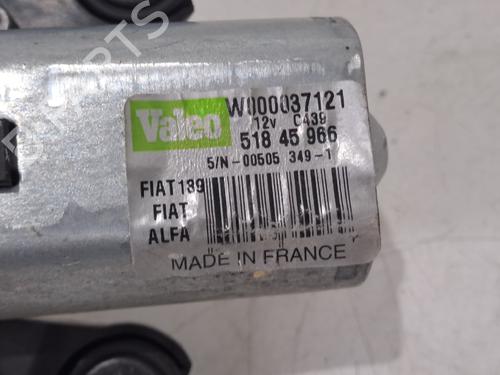 Valeo W000037121
12v C439
518 45 966
S/N-00505 349-1
FIAT139
FIAT
ALFA
MADE IN FRANCE